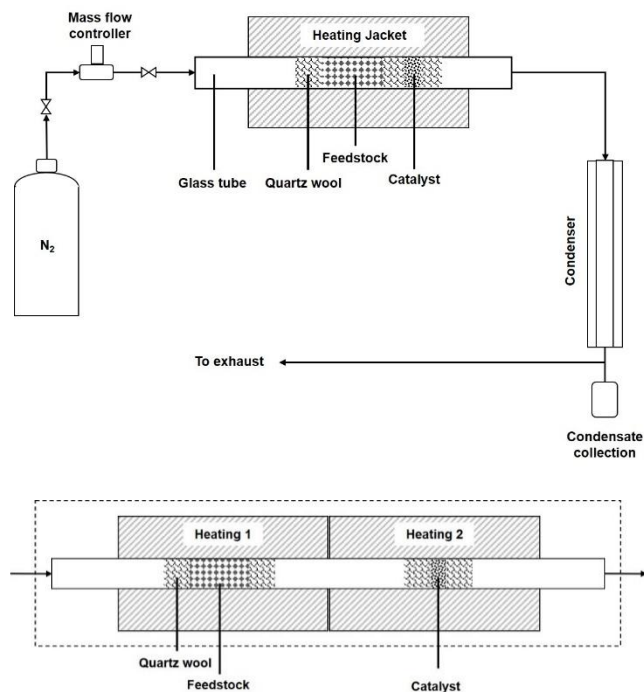 Mass flow
controller
Heating Jacket
Feedstock
Glass tube
Quartz wool
Catalyst
N₂
Condenser
To exhaust
Condensate
collection
Heating 1
Heating 2
Quartz wool
Feedstock
Catalyst